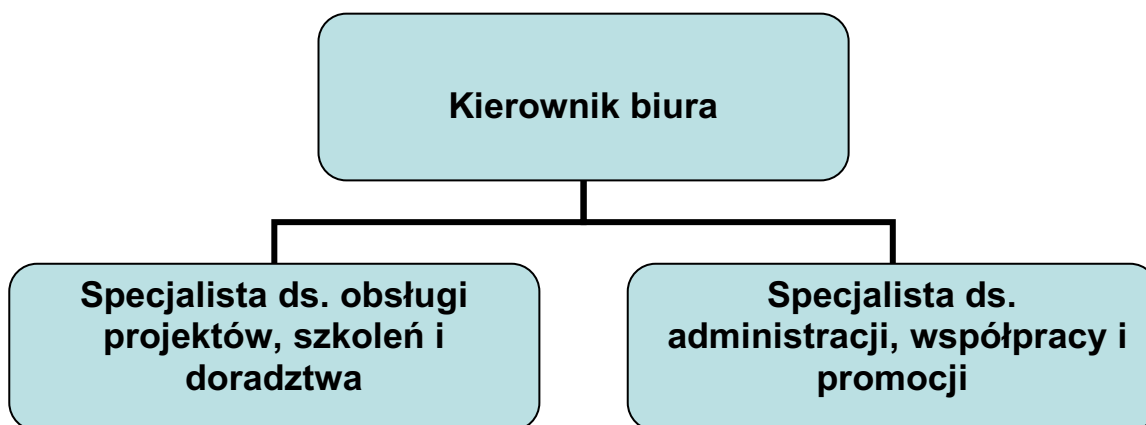 Kierownik biura
Specjalista ds. obsługi
projektów, szkoleń i
doradztwa
Specjalista ds.
administracji, współpracy i
promocji